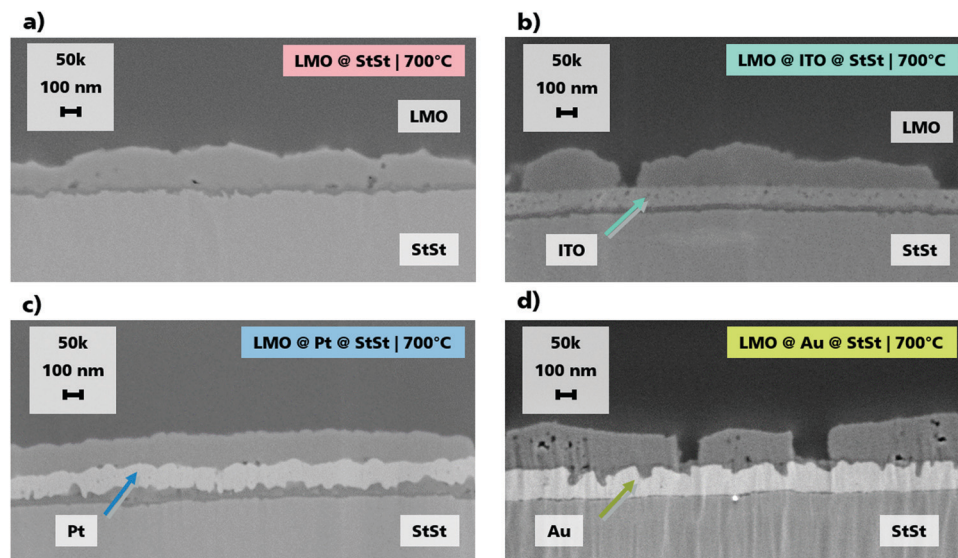 a)
50k
100 nm
LMO @ StSt | 700°C
LMO
StSt
b)
50k
100 nm
LMO @ ITO @ StSt | 700°C
LMO
ITO
StSt
c)
50k
100 nm
LMO @ Pt @ StSt | 700°C
Pt
StSt
d)
50k
100 nm
LMO @ Au @ StSt | 700°C
Au
StSt